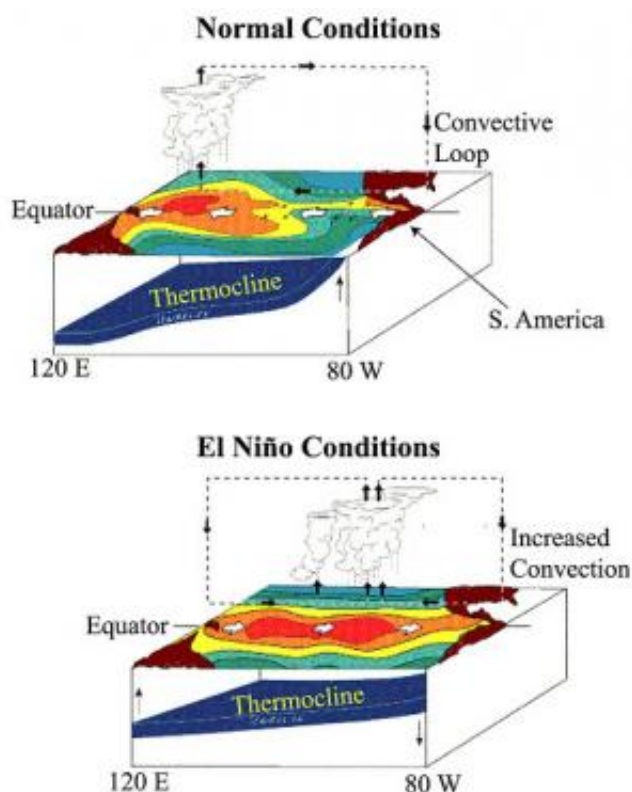 Normal Conditions
Convective
Loop
Equator
Thermocline
S. America
120 E
80 W
El Niño Conditions
Increased
Convection
Equator
Thermocline
120 E
80 W